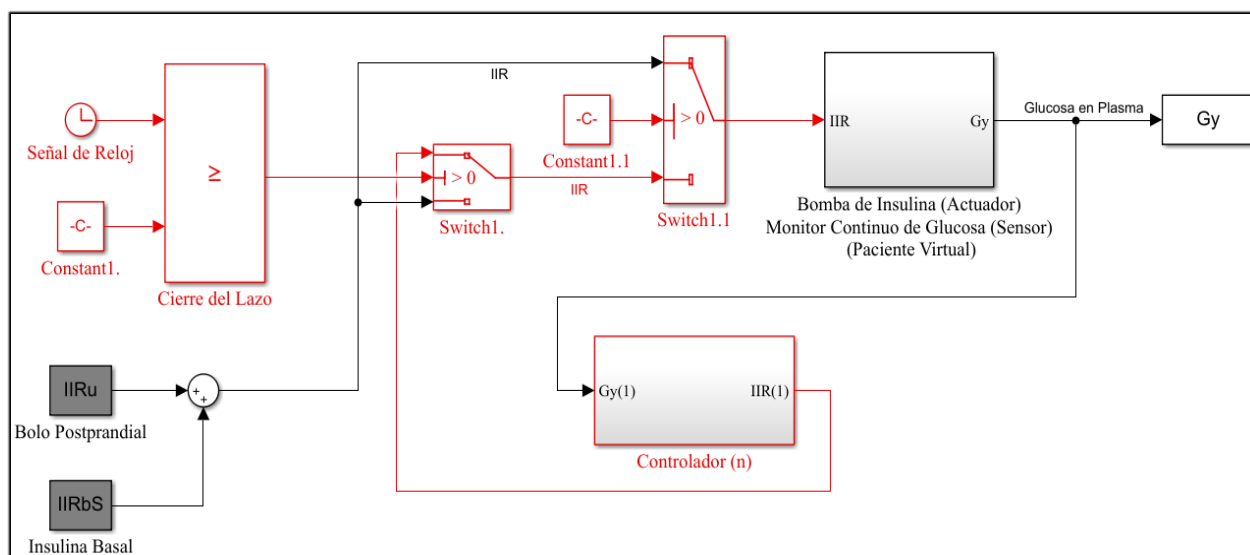 IIR
-C-
Constant1.1
> 0
Switch1.1
IIR
Gy
Bomba de Insulina (Actuador)
Monitor Continuo de Glucosa (Sensor)
(Paciente Virtual)
Glucosa en Plasma
Gy
Señal de Reloj
-C-
Constant1.
≥
Cierre del Lazo
> 0
Switch1.
IIR
IIRu
Bolo Postprandial
+
+
IIRbS
Insulina Basal
Gy(1)
IIR(1)
Controlador (n)